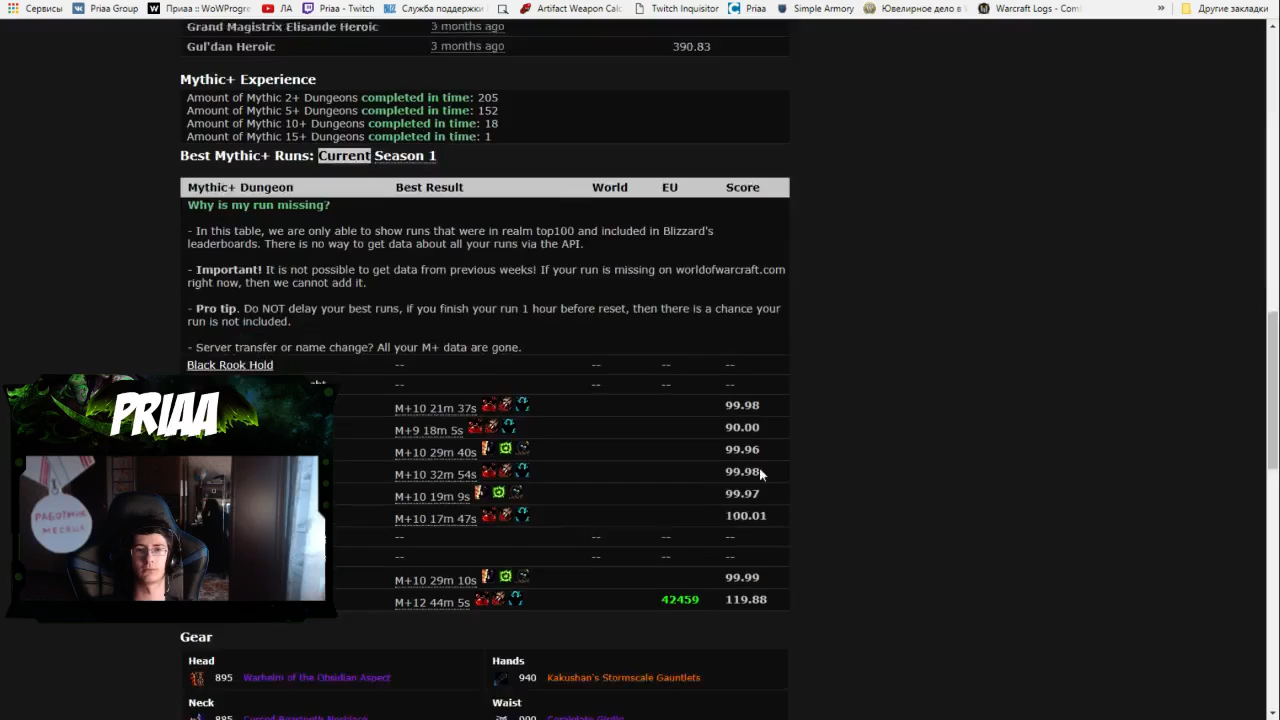 Сервисы Priaa Group Приаа :: WoWProgre ЛА Priaa - Twitch Служба поддержки Artifact Weapon Calc Twitch Inquisitor Priaa Simple Armory Ювелирное дело в Warcraft Logs - Com » Другие закладки
Grand Magistrix Elisande Heroic 3 months ago
Gul'dan Heroic 3 months ago 390.83
Mythic+ Experience
Amount of Mythic 2+ Dungeons completed in time: 205
Amount of Mythic 5+ Dungeons completed in time: 152
Amount of Mythic 10+ Dungeons completed in time: 18
Amount of Mythic 15+ Dungeons completed in time: 1
Best Mythic+ Runs: Current Season 1
Mythic+ Dungeon Best Result World EU Score
Why is my run missing?
- In this table, we are only able to show runs that were in realm top100 and included in Blizzard's
leaderboards. There is no way to get data about all your runs via the API.
- Important! It is not possible to get data from previous weeks! If your run is missing on worldofwarcraft.com
right now, then we cannot add it.
- Pro tip. Do NOT delay your best runs, if you finish your run 1 hour before reset, then there is a chance your
run is not included.
- Server transfer or name change? All your M+ data are gone.
Black Rook Hold -- -- -- --
-- -- -- --
M+10 21m 37s 99.98
M+9 18m 5s 90.00
M+10 29m 40s 99.96
M+10 32m 54s 99.98
M+10 19m 9s 99.97
M+10 17m 47s 100.01
-- -- -- --
-- -- -- --
M+10 29m 10s 99.99
M+12 44m 5s 42459 119.88
PRIAA
РАБОТНИК
МЕСЯЦА
Gear
Head Hands
895 Warhelm of the Obsidian Aspect 940 Kakushan's Stormscale Gauntlets
Neck Waist